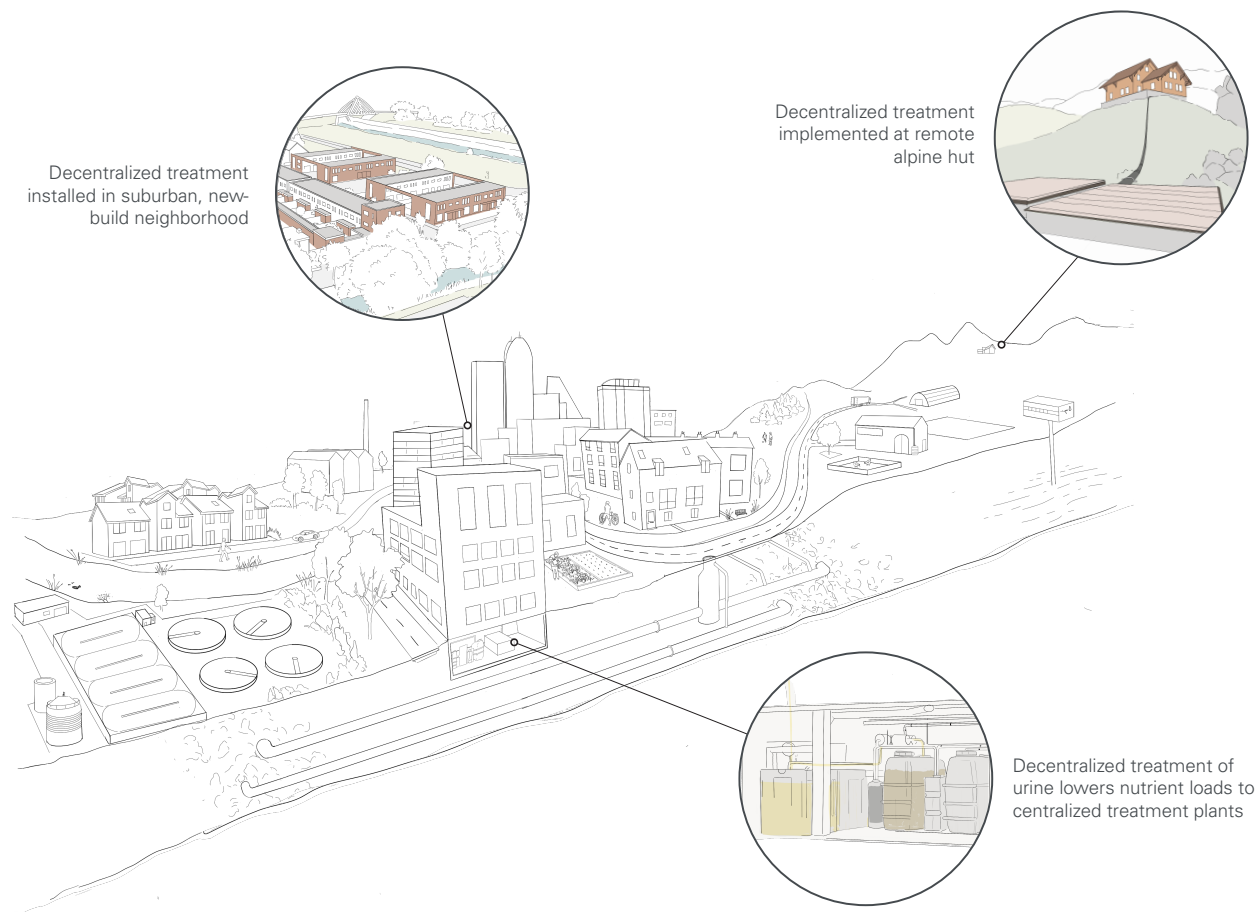 Decentralized treatment
installed in suburban, new-
build neighborhood
Decentralized treatment
implemented at remote
alpine hut
Decentralized treatment of
urine lowers nutrient loads to
centralized treatment plants